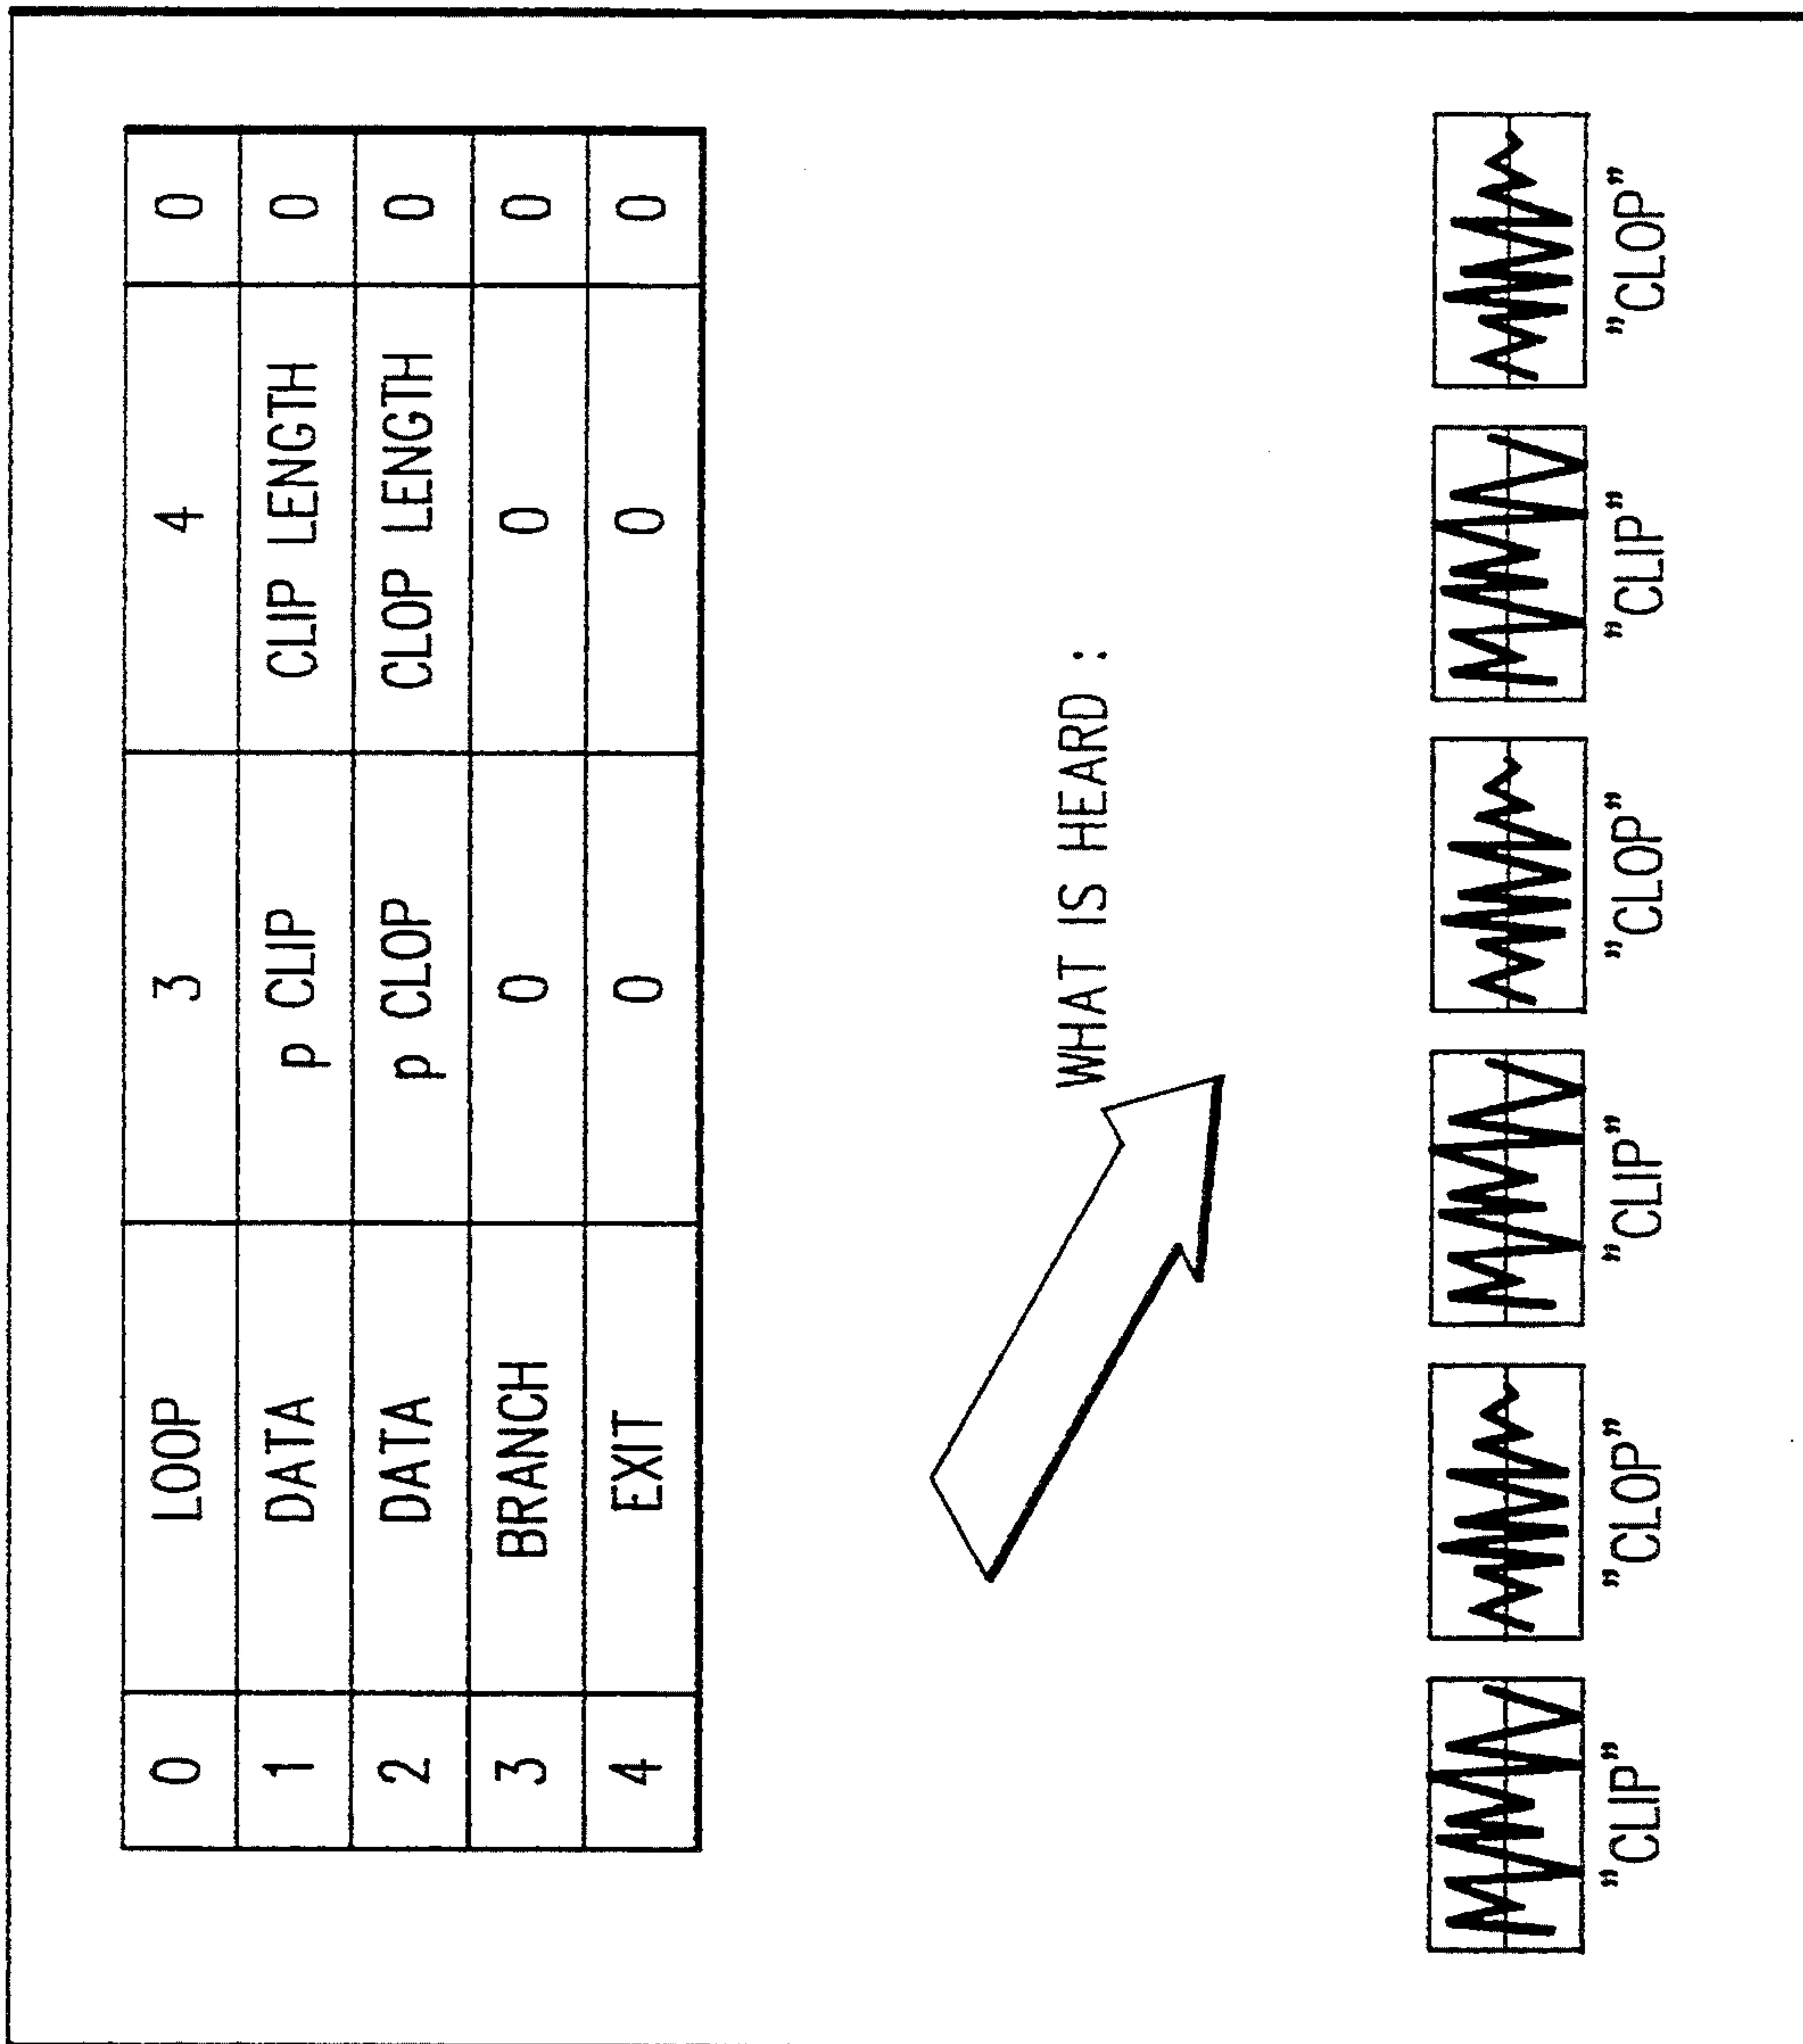 0 LOOP 3 4 0
1 DATA p CLIP CLIP LENGTH 0
2 DATA p CLOP CLOP LENGTH 0
3 BRANCH 0 0 0
4 EXIT 0 0 0
WHAT IS HEARD :
"CLIP" "CLOP" "CLIP" "CLOP" "CLIP" "CLOP"